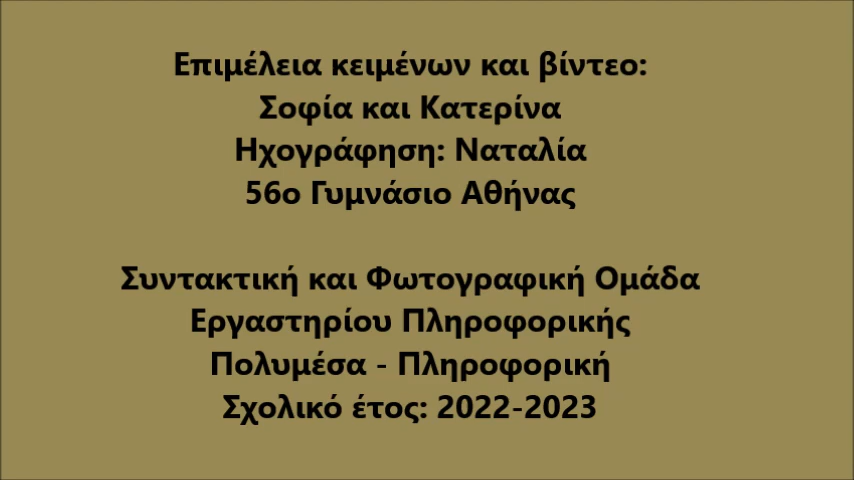 Επιμέλεια κειμένων και βίντεο:
Σοφία και Κατερίνα
Ηχογράφηση: Ναταλία
56ο Γυμνάσιο Αθήνας
Συντακτική και Φωτογραφική Ομάδα
Εργαστηρίου Πληροφορικής
Πολυμέσα - Πληροφορική
Σχολικό έτος: 2022-2023